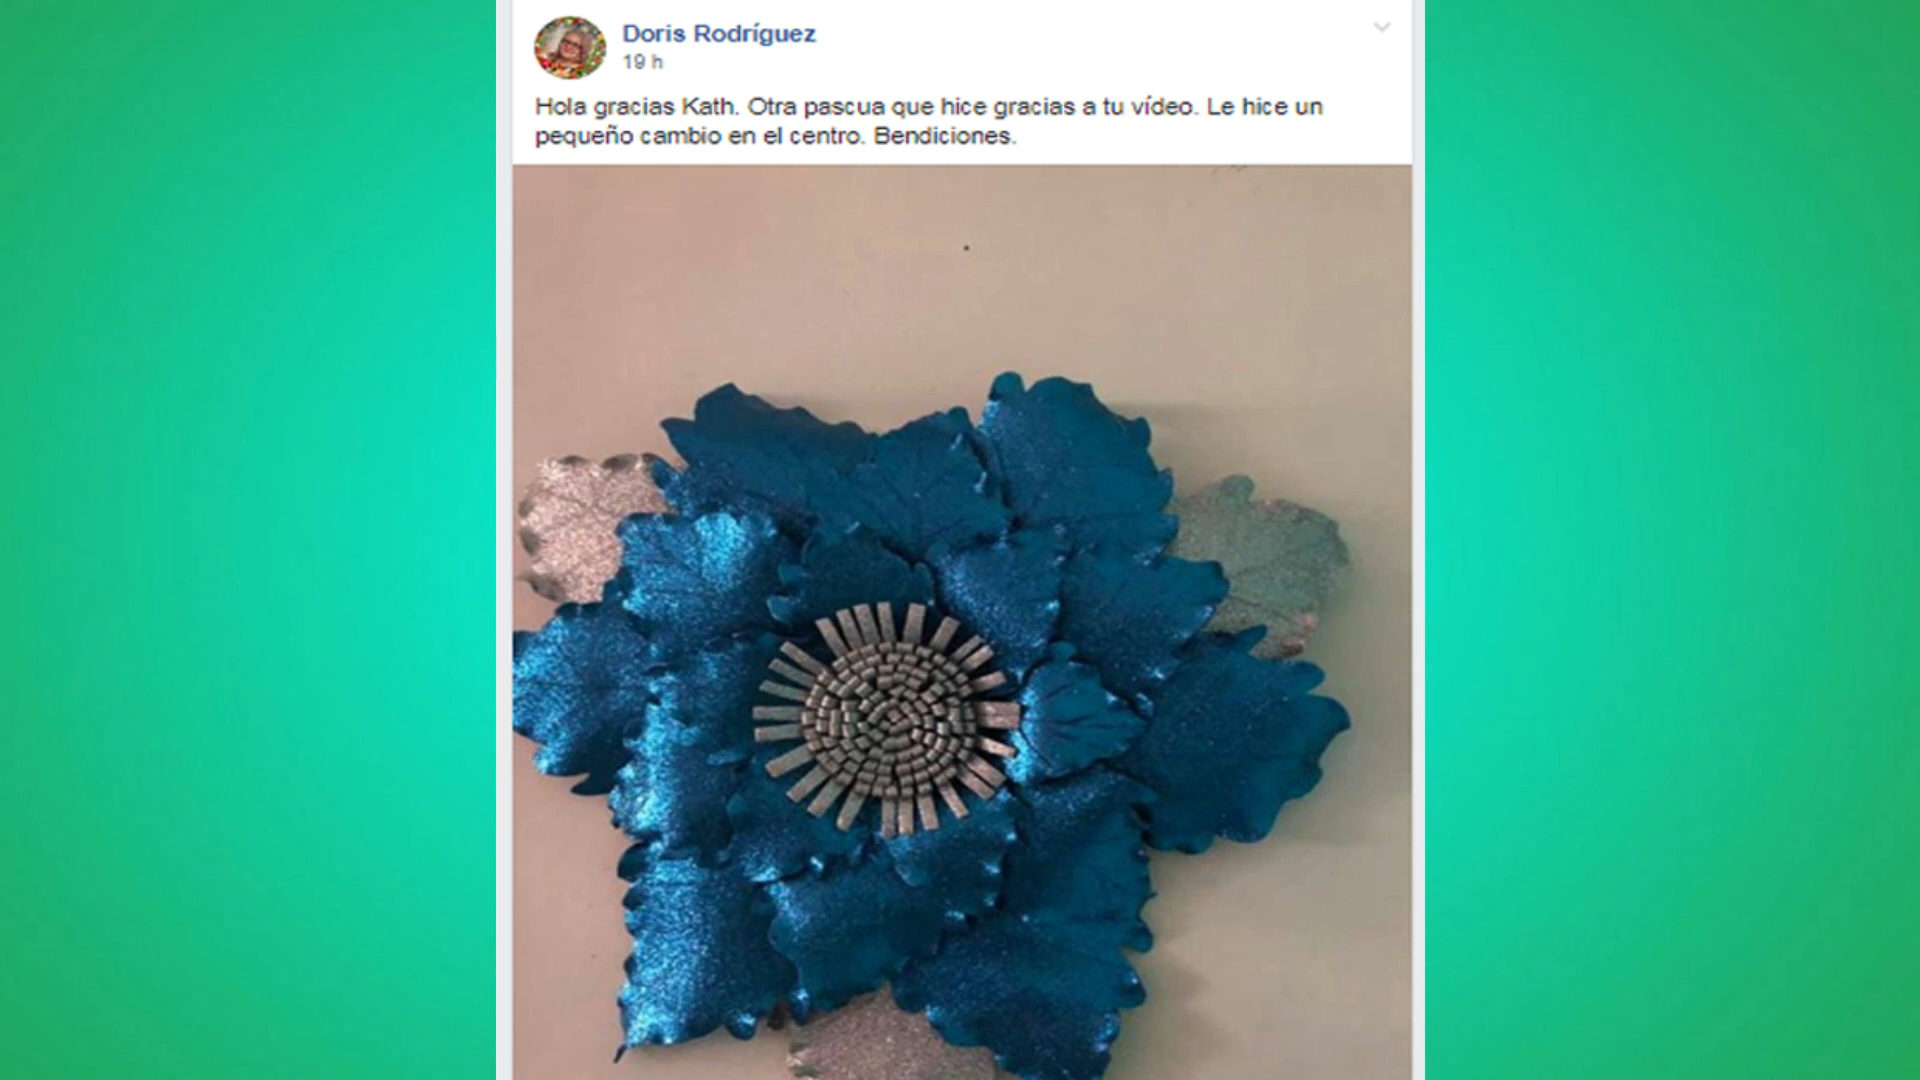 Doris Rodríguez
19 h
Hola gracias Kath. Otra pascua que hice gracias a tu vídeo. Le hice un
pequeño cambio en el centro. Bendiciones.